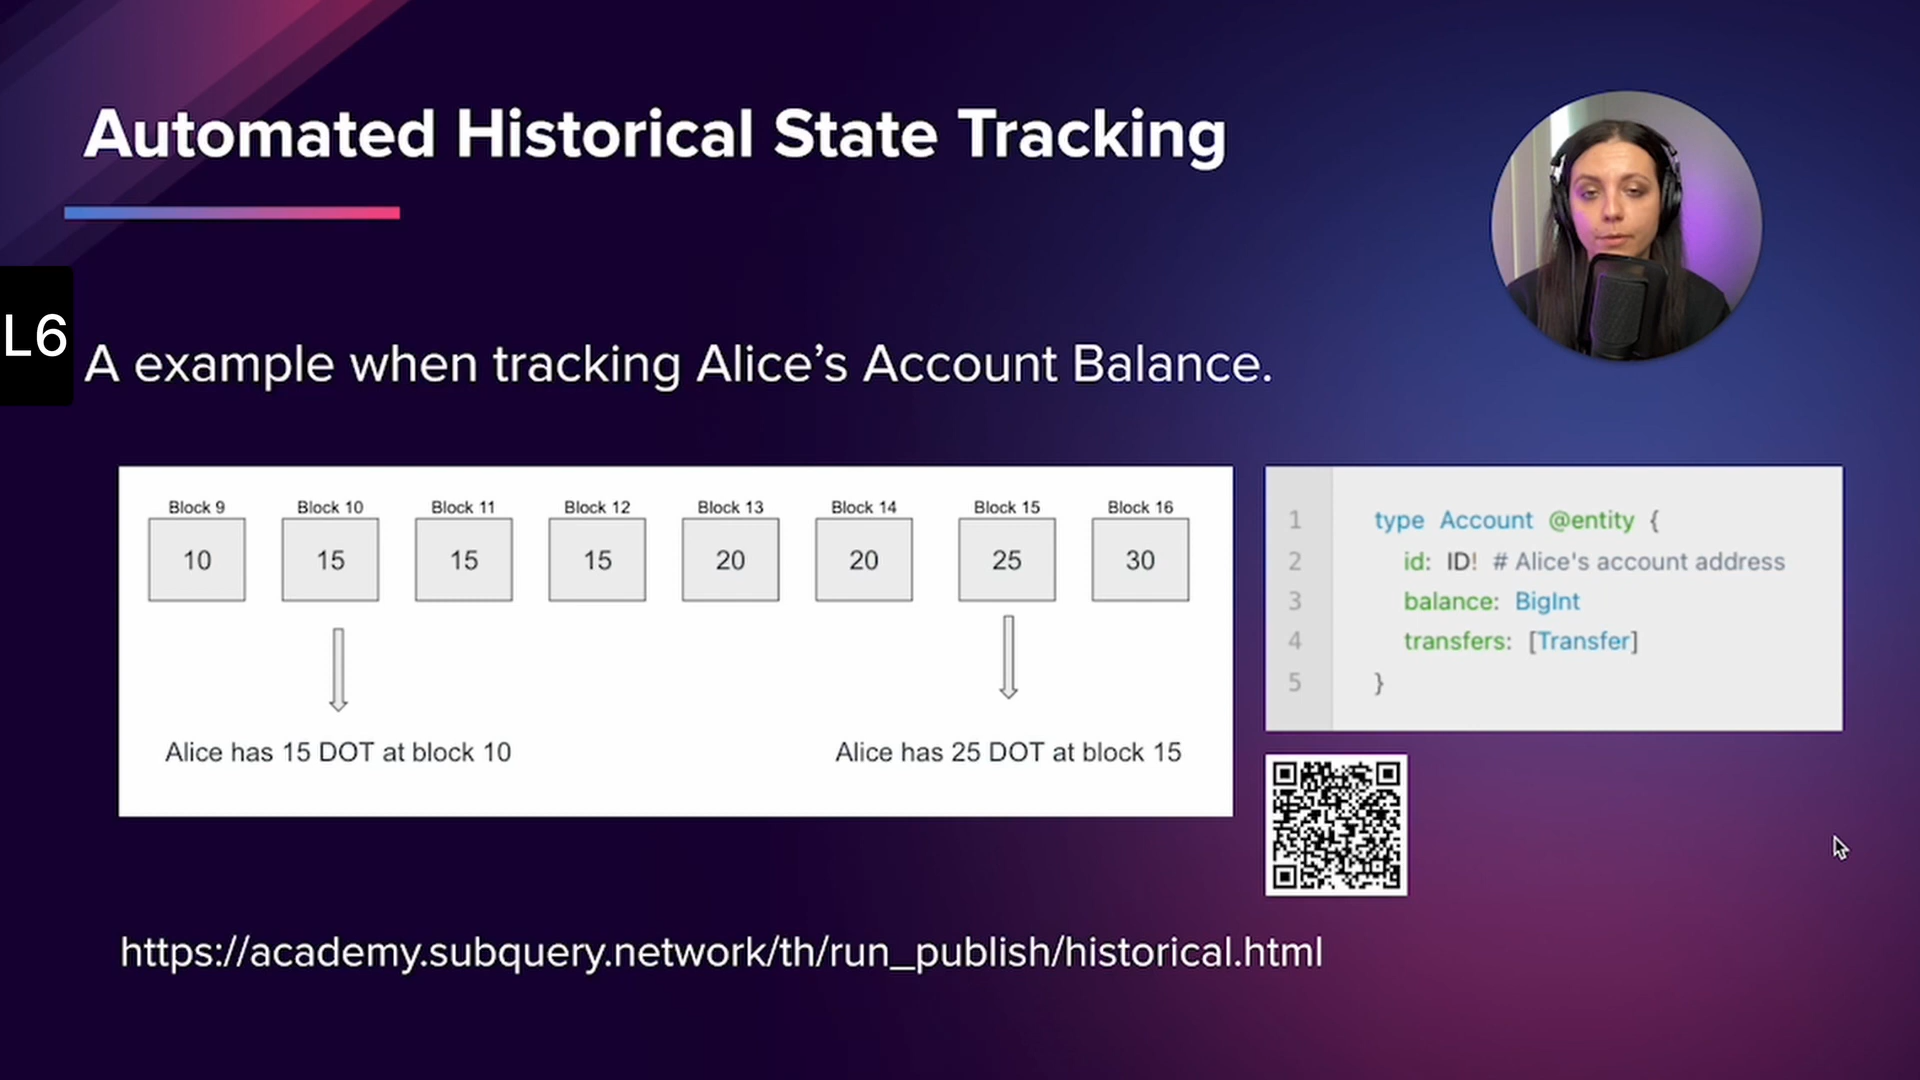 Automated Historical State Tracking
L6
A example when tracking Alice’s Account Balance.
Block 9 Block 10 Block 11 Block 12 Block 13 Block 14 Block 15 Block 16
10 15 15 15 20 20 25 30
Alice has 15 DOT at block 10 Alice has 25 DOT at block 15
1 type Account @entity {
2 id: ID! # Alice's account address
3 balance: BigInt
4 transfers: [Transfer]
5 }
https://academy.subquery.network/th/run_publish/historical.html